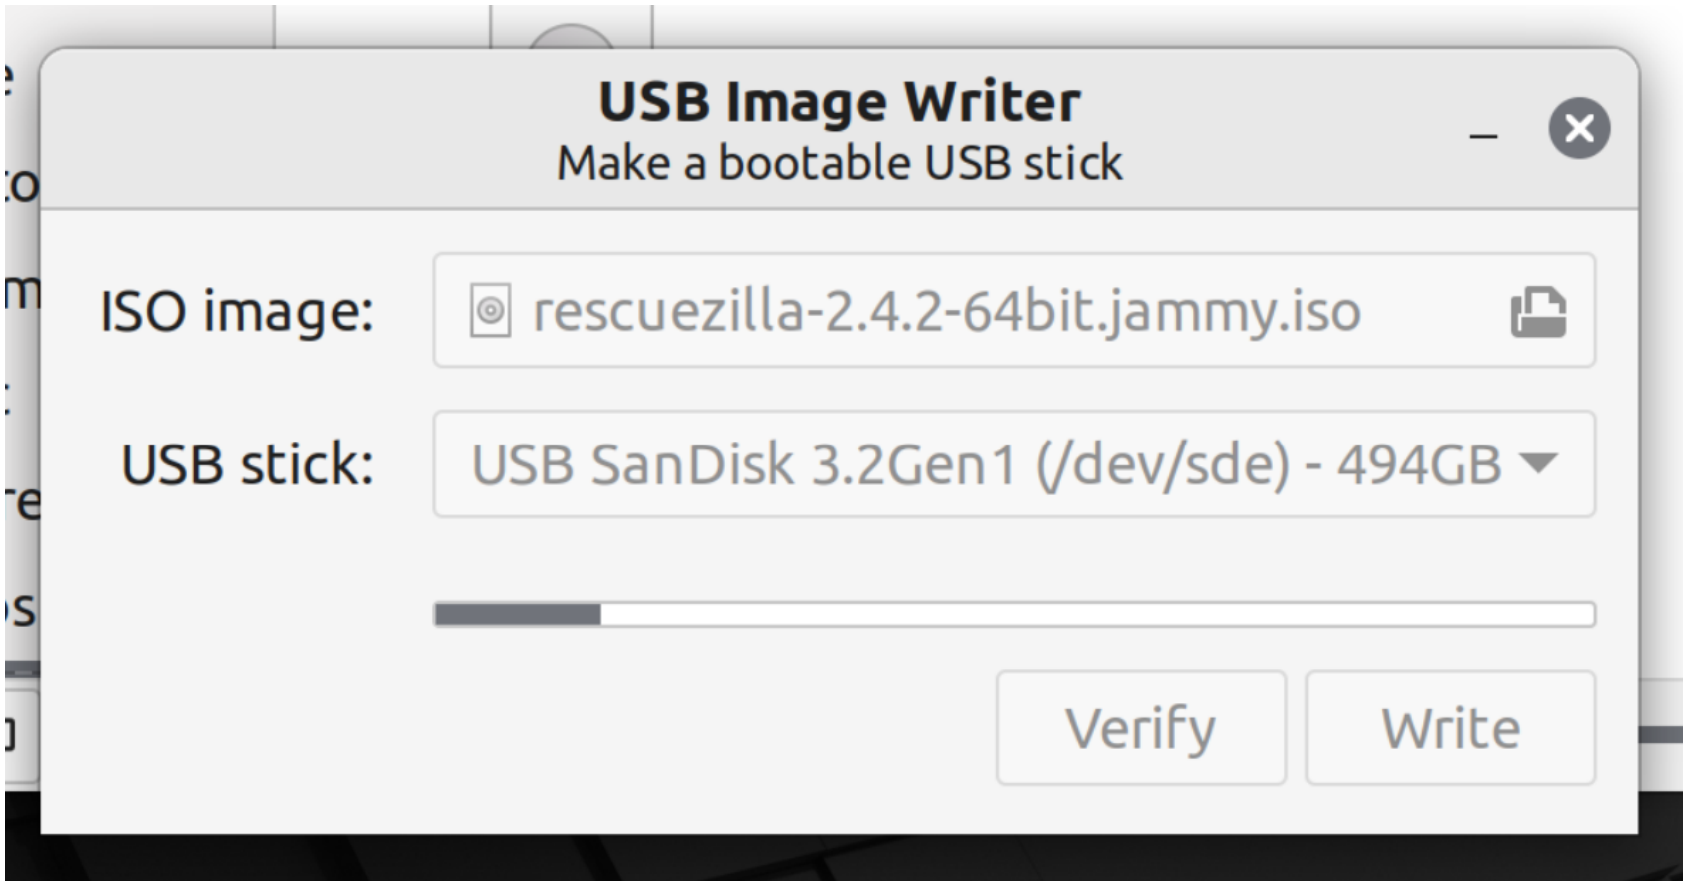 USB Image Writer
Make a bootable USB stick
ISO image: rescuezilla-2.4.2-64bit.jammy.iso
USB stick: USB SanDisk 3.2Gen1 (/dev/sde) - 494GB
Verify Write